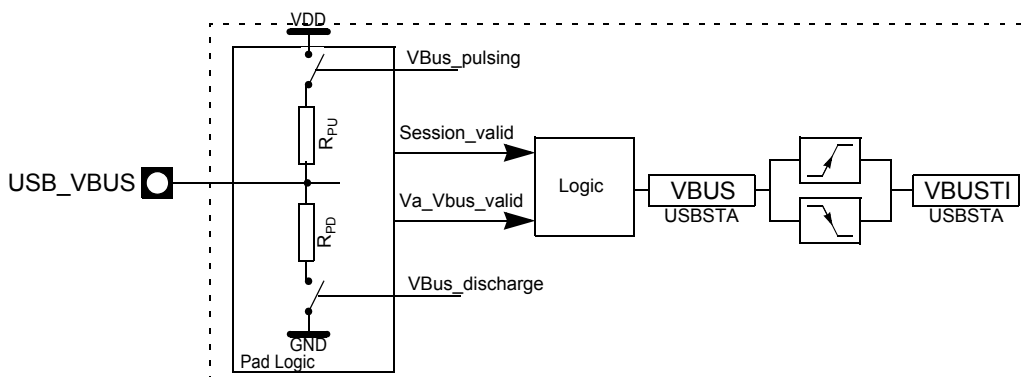 VDD
VBus_pulsing
RPU
Session_valid
USB_VBUS
Logic
VBUS
USBSTA
VBUSTI
USBSTA
Va_Vbus_valid
RPD
VBus_discharge
GND
Pad Logic